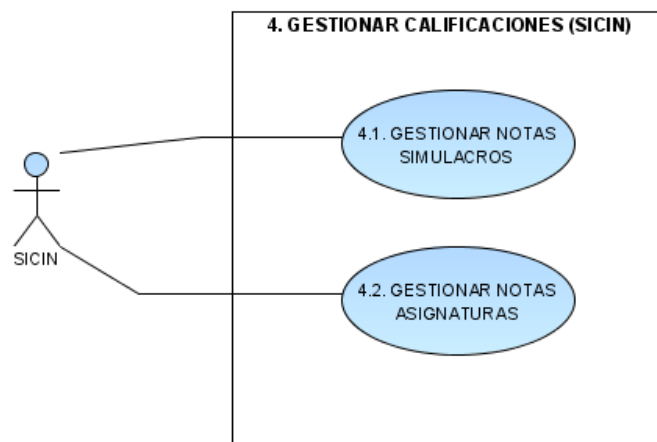 4. GESTIONAR CALIFICACIONES (SICIN)
4.1. GESTIONAR NOTAS
SIMULACROS
SICIN
4.2. GESTIONAR NOTAS
ASIGNATURAS